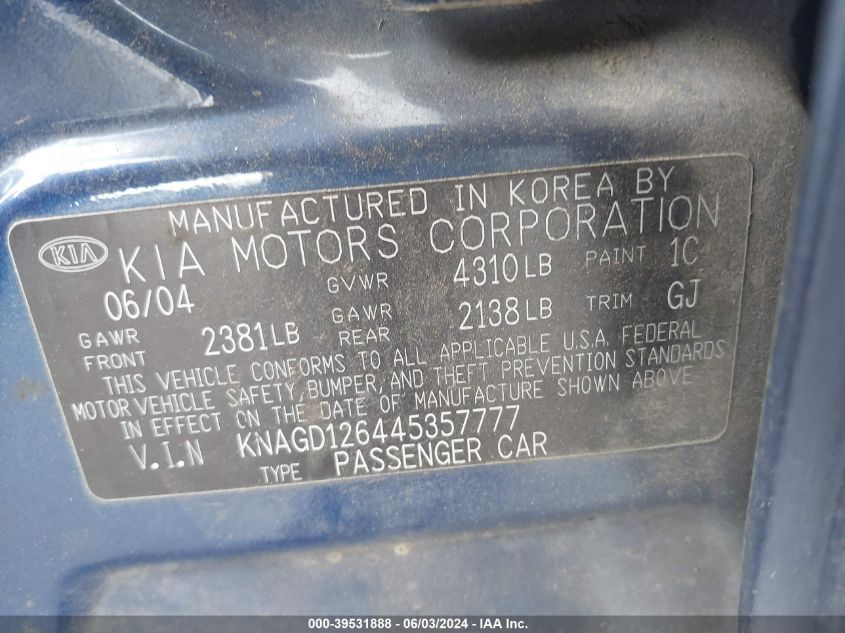 MANUFACTURED IN KOREA BY
KIA KIA MOTORS CORPORATION
06/04 GVWR 4310LB PAINT 1C
GAWR FRONT 2381LB GAWR REAR 2138LB TRIM GJ
THIS VEHICLE CONFORMS TO ALL APPLICABLE U.S.A. FEDERAL
MOTOR VEHICLE SAFETY, BUMPER, AND THEFT PREVENTION STANDARDS
IN EFFECT ON THE DATE OF MANUFACTURE SHOWN ABOVE
V.I.N KNAGD126445357777
TYPE PASSENGER CAR
000-39531888 - 06/03/2024 - IAA Inc.